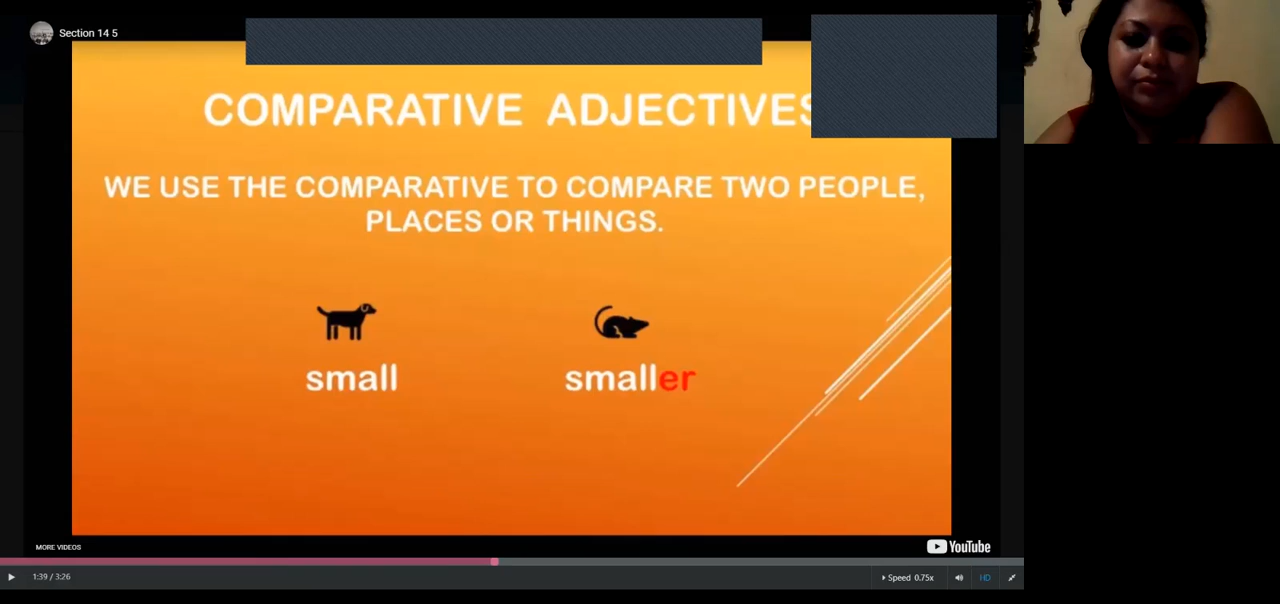 Section 14 5
COMPARATIVE ADJECTIVES
WE USE THE COMPARATIVE TO COMPARE TWO PEOPLE,
PLACES OR THINGS.
small
smaller
MORE VIDEOS
YouTube
1:39 / 3:26
Speed 0.75x
HD